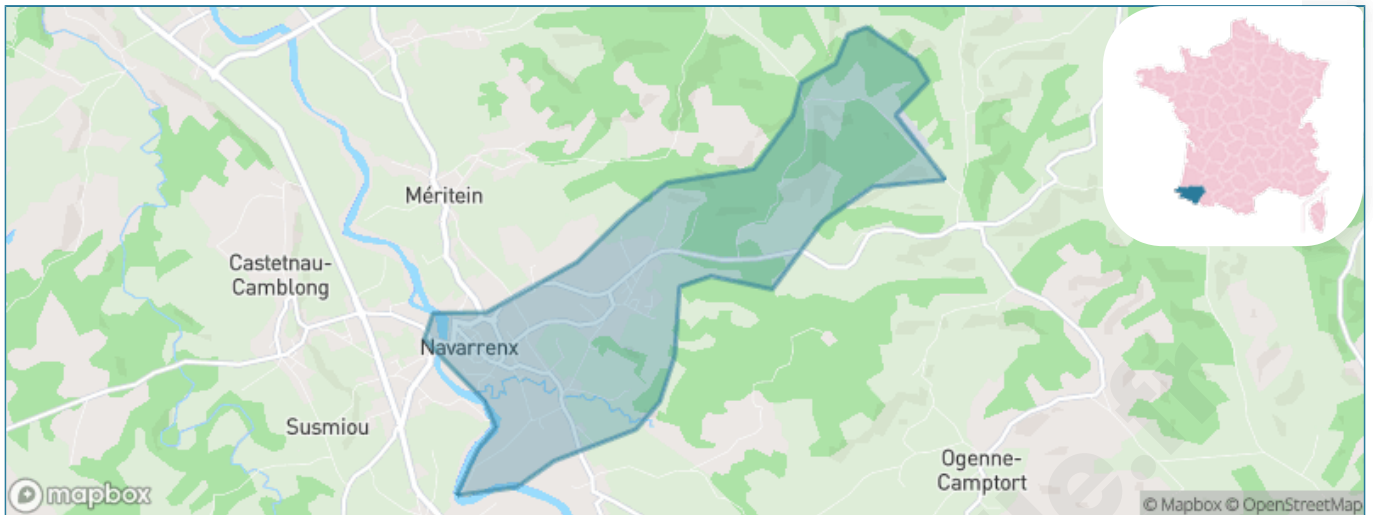 Méritein
Castetnau-
Camblong
Navarrenx
Susmiou
Ogenne-
Camptort
mapbox
© Mapbox © OpenStreetMap